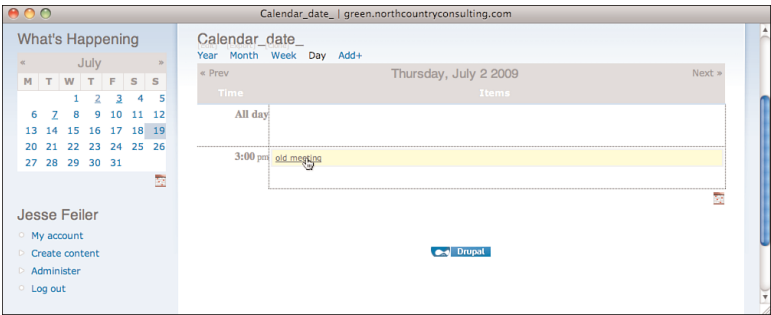 Calendar_date_ | green.northcountryconsulting.com
What's Happening
« July »
M T W T F S S
1 2 3 4 5
6 7 8 9 10 11 12
13 14 15 16 17 18 19
20 21 22 23 24 25 26
27 28 29 30 31
Jesse Feiler
My account
Create content
Administer
Log out
Calendar_date_
Year Month Week Day Add+
« Prev Thursday, July 2 2009 Next »
Time Items
All day
3:00 pm old meeting
Drupal